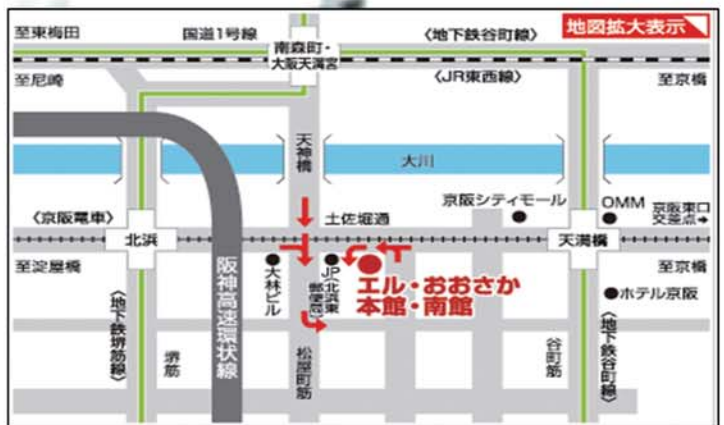 至東梅田
国道1号線
〈地下鉄谷町線〉
地図拡大表示
南森町・
大阪天満宮
至尼崎
〈JR東西線〉
至京橋
天神橋
大川
京阪シティモール
OMM
京阪東口
交差点→
〈京阪電車〉
土佐堀通
北浜
天満橋
至淀屋橋
大林ビル
JP(北浜東
郵便局)
エル・おおさか
本館・南館
至京橋
ホテル京阪
阪神高速環状線
〈地下鉄堺筋線〉
堺筋
松屋町筋
谷町筋
〈地下鉄谷町線〉